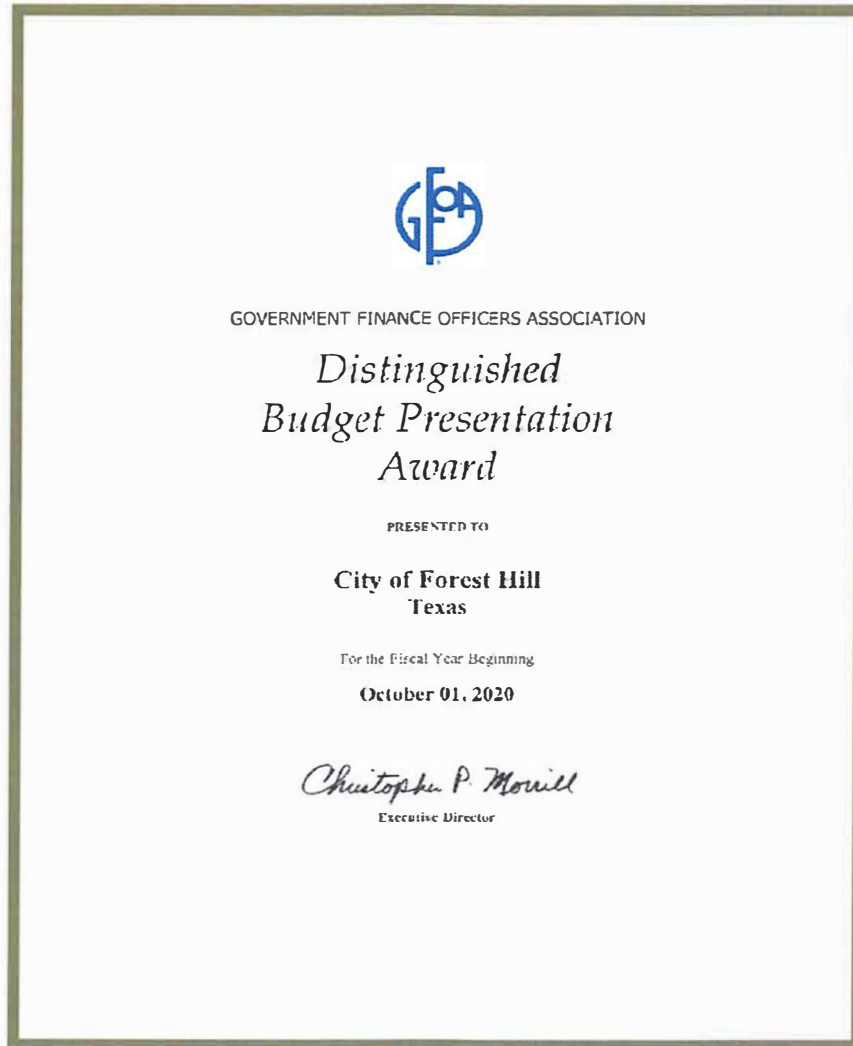 GFOA
GOVERNMENT FINANCE OFFICERS ASSOCIATION
Distinguished
Budget Presentation
Award
PRESENTED TO
City of Forest Hill
Texas
For the Fiscal Year Beginning
October 01, 2020
Christopher P. Morrill
Executive Director